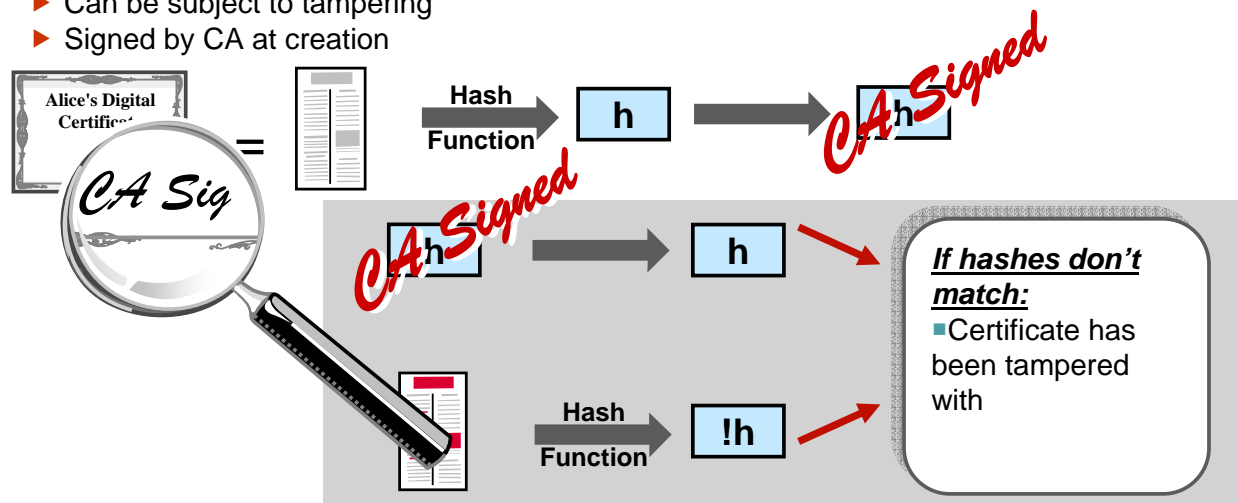 Can be subject to tampering
Signed by CA at creation
Alice's Digital
CA Sig
=
Hash
Function
h
h
CA Signed
h
CA Signed
h
Hash
Function
!h
If hashes don’t
match:
Certificate has
been tampered
with